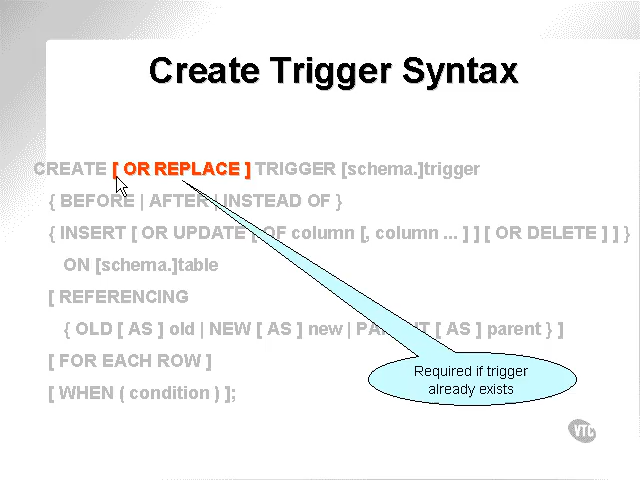 Create Trigger Syntax
CREATE [ OR REPLACE ] TRIGGER [schema.]trigger
{ BEFORE | AFTER | INSTEAD OF }
{ INSERT [ OR UPDATE [ OF column [, column ... ] ] [ OR DELETE ] ] }
ON [schema.]table
[ REFERENCING
{ OLD [ AS ] old | NEW [ AS ] new | PARENT [ AS ] parent } ]
[ FOR EACH ROW ]
[ WHEN ( condition ) ];
Required if trigger
already exists
VTC